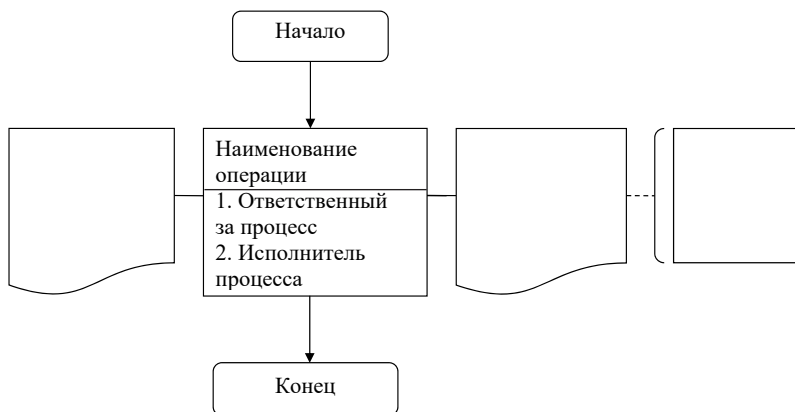 Начало
Наименование
операции
1. Ответственный
за процесс
2. Исполнитель
процесса
Конец